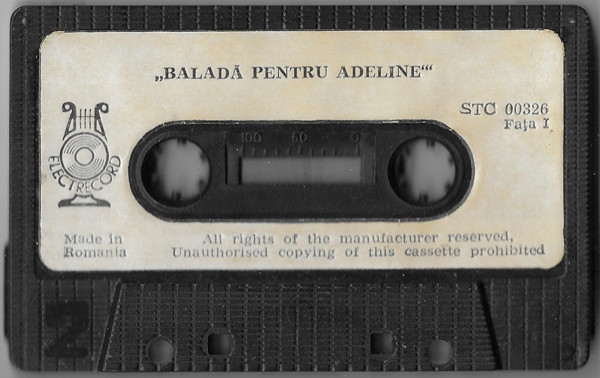 „BALADĂ PENTRU ADELINE“‟
STC 00326
Fața I
ELECTRECORD
100 50 0
Made in
Romania
All rights of the manufacturer reserved,
Unauthorised copying of this cassette prohibited
2